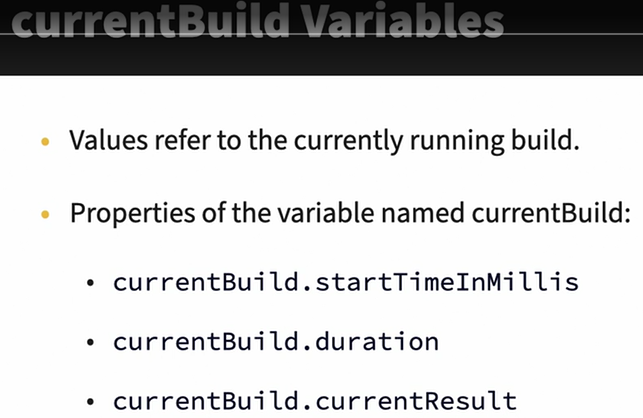 currentBuild Variables
• Values refer to the currently running build.
• Properties of the variable named currentBuild:
• currentBuild.startTimeInMillis
• currentBuild.duration
• currentBuild.currentResult